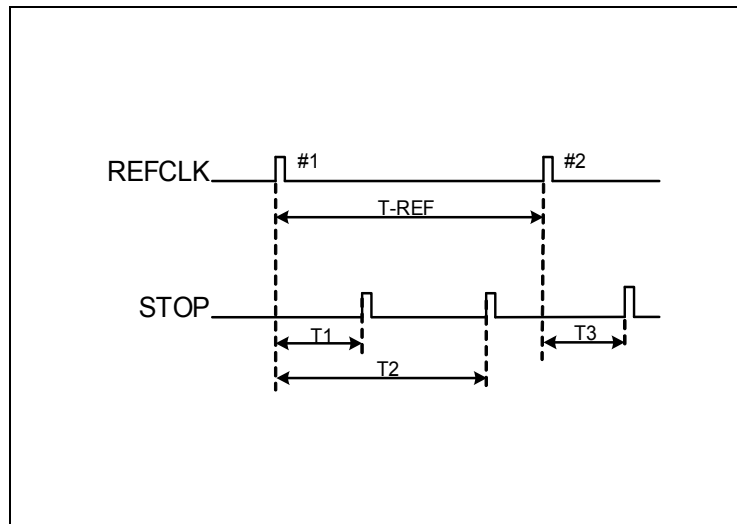 #1
#2
REFCLK
T-REF
STOP
T1
T3
T2